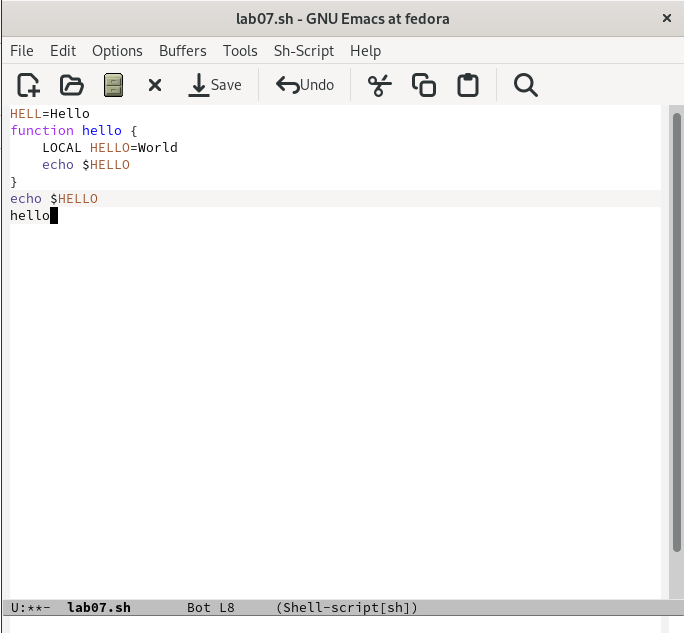 lab07.sh - GNU Emacs at fedora ×
File Edit Options Buffers Tools Sh-Script Help
Save Undo
HELL=Hello
function hello {
    LOCAL HELLO=World
    echo $HELLO
}
echo $HELLO
hello
U:**-  lab07.sh       Bot L8     (Shell-script[sh])